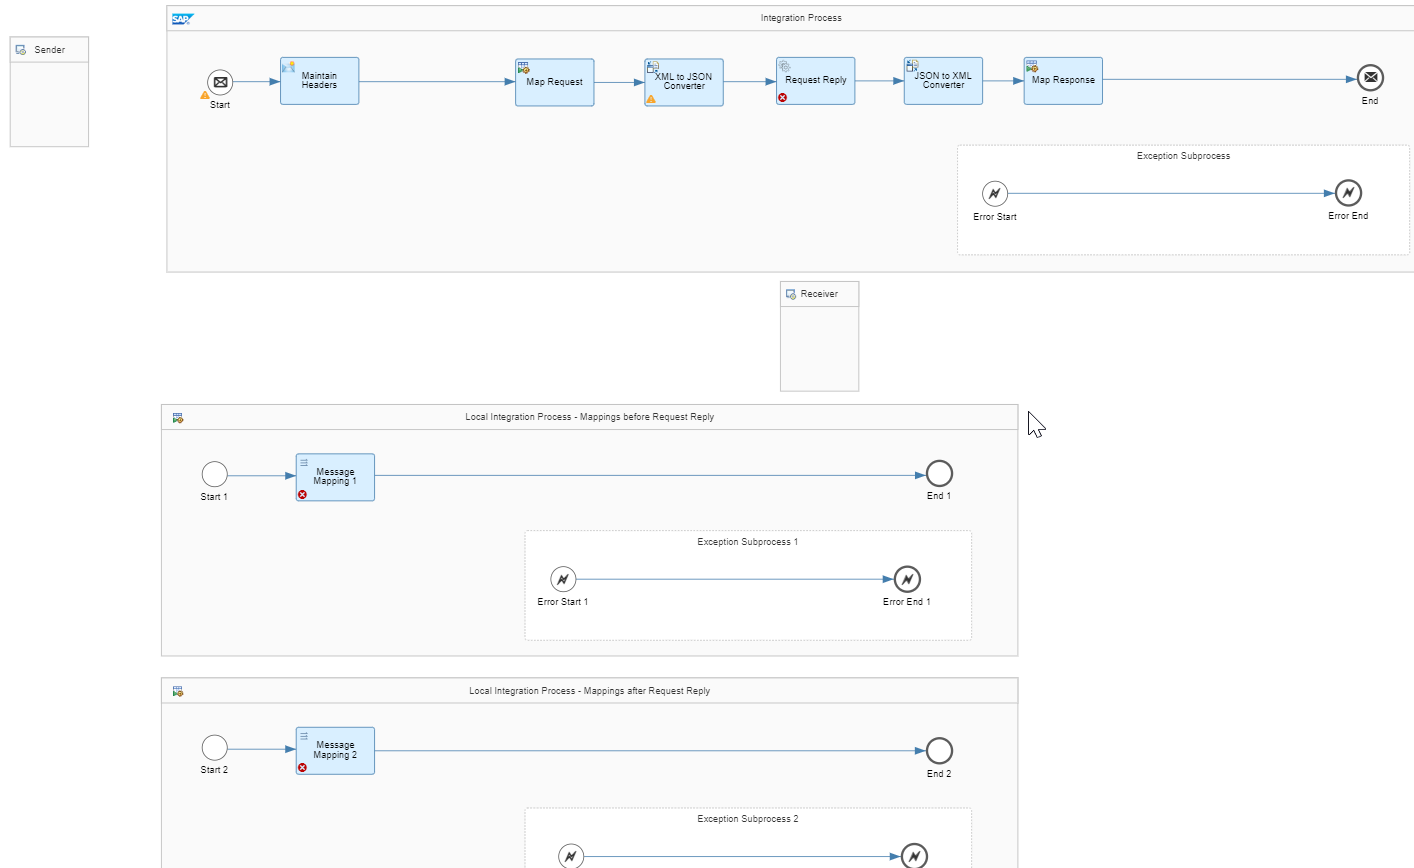 SAP
Integration Process
Sender
Maintain
Headers
Map Request
XML to JSON
Converter
Request Reply
JSON to XML
Converter
Map Response
Start
End
Exception Subprocess
Error Start
Error End
Receiver
Local Integration Process - Mappings before Request Reply
Message
Mapping 1
Start 1
End 1
Exception Subprocess 1
Error Start 1
Error End 1
Local Integration Process - Mappings after Request Reply
Message
Mapping 2
Start 2
End 2
Exception Subprocess 2